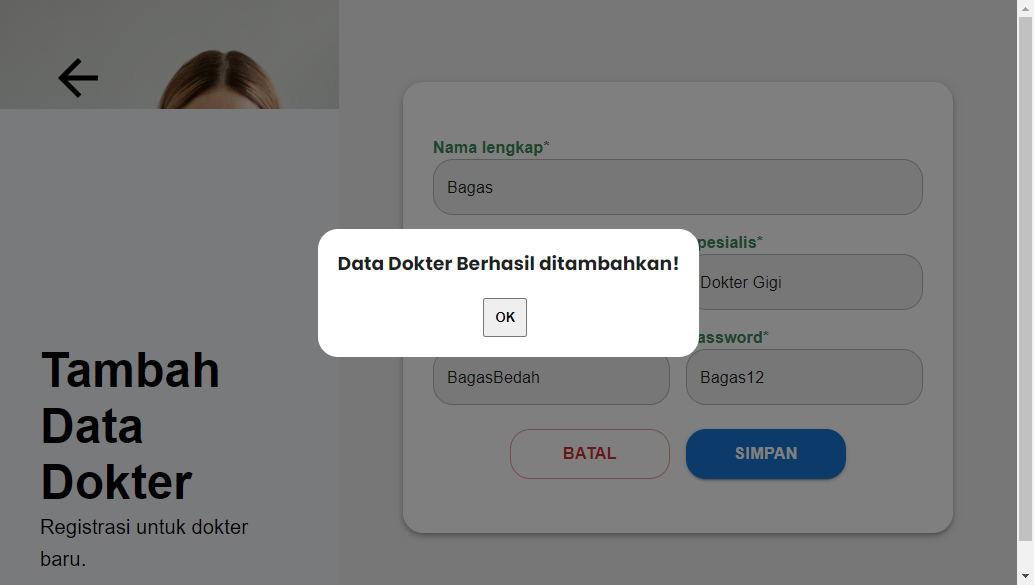 Nama lengkap*
Bagas
pesialis*
Dokter Gigi
Data Dokter Berhasil ditambahkan!
OK
assword*
BagasBedah
Bagas12
BATAL
SIMPAN
Tambah
Data
Dokter
Registrasi untuk dokter
baru.